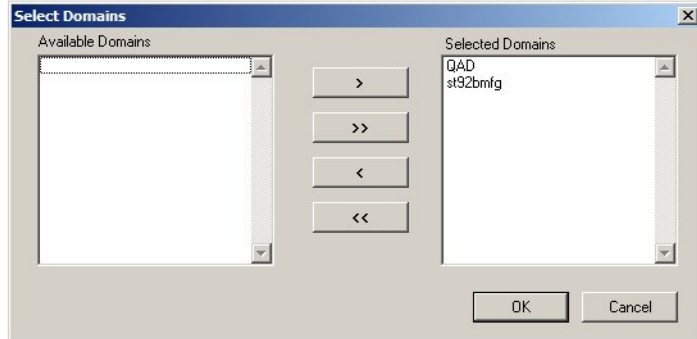 Select Domains
Available Domains
Selected Domains
QAD
st92bmfg
>
>>
<
<<
OK
Cancel